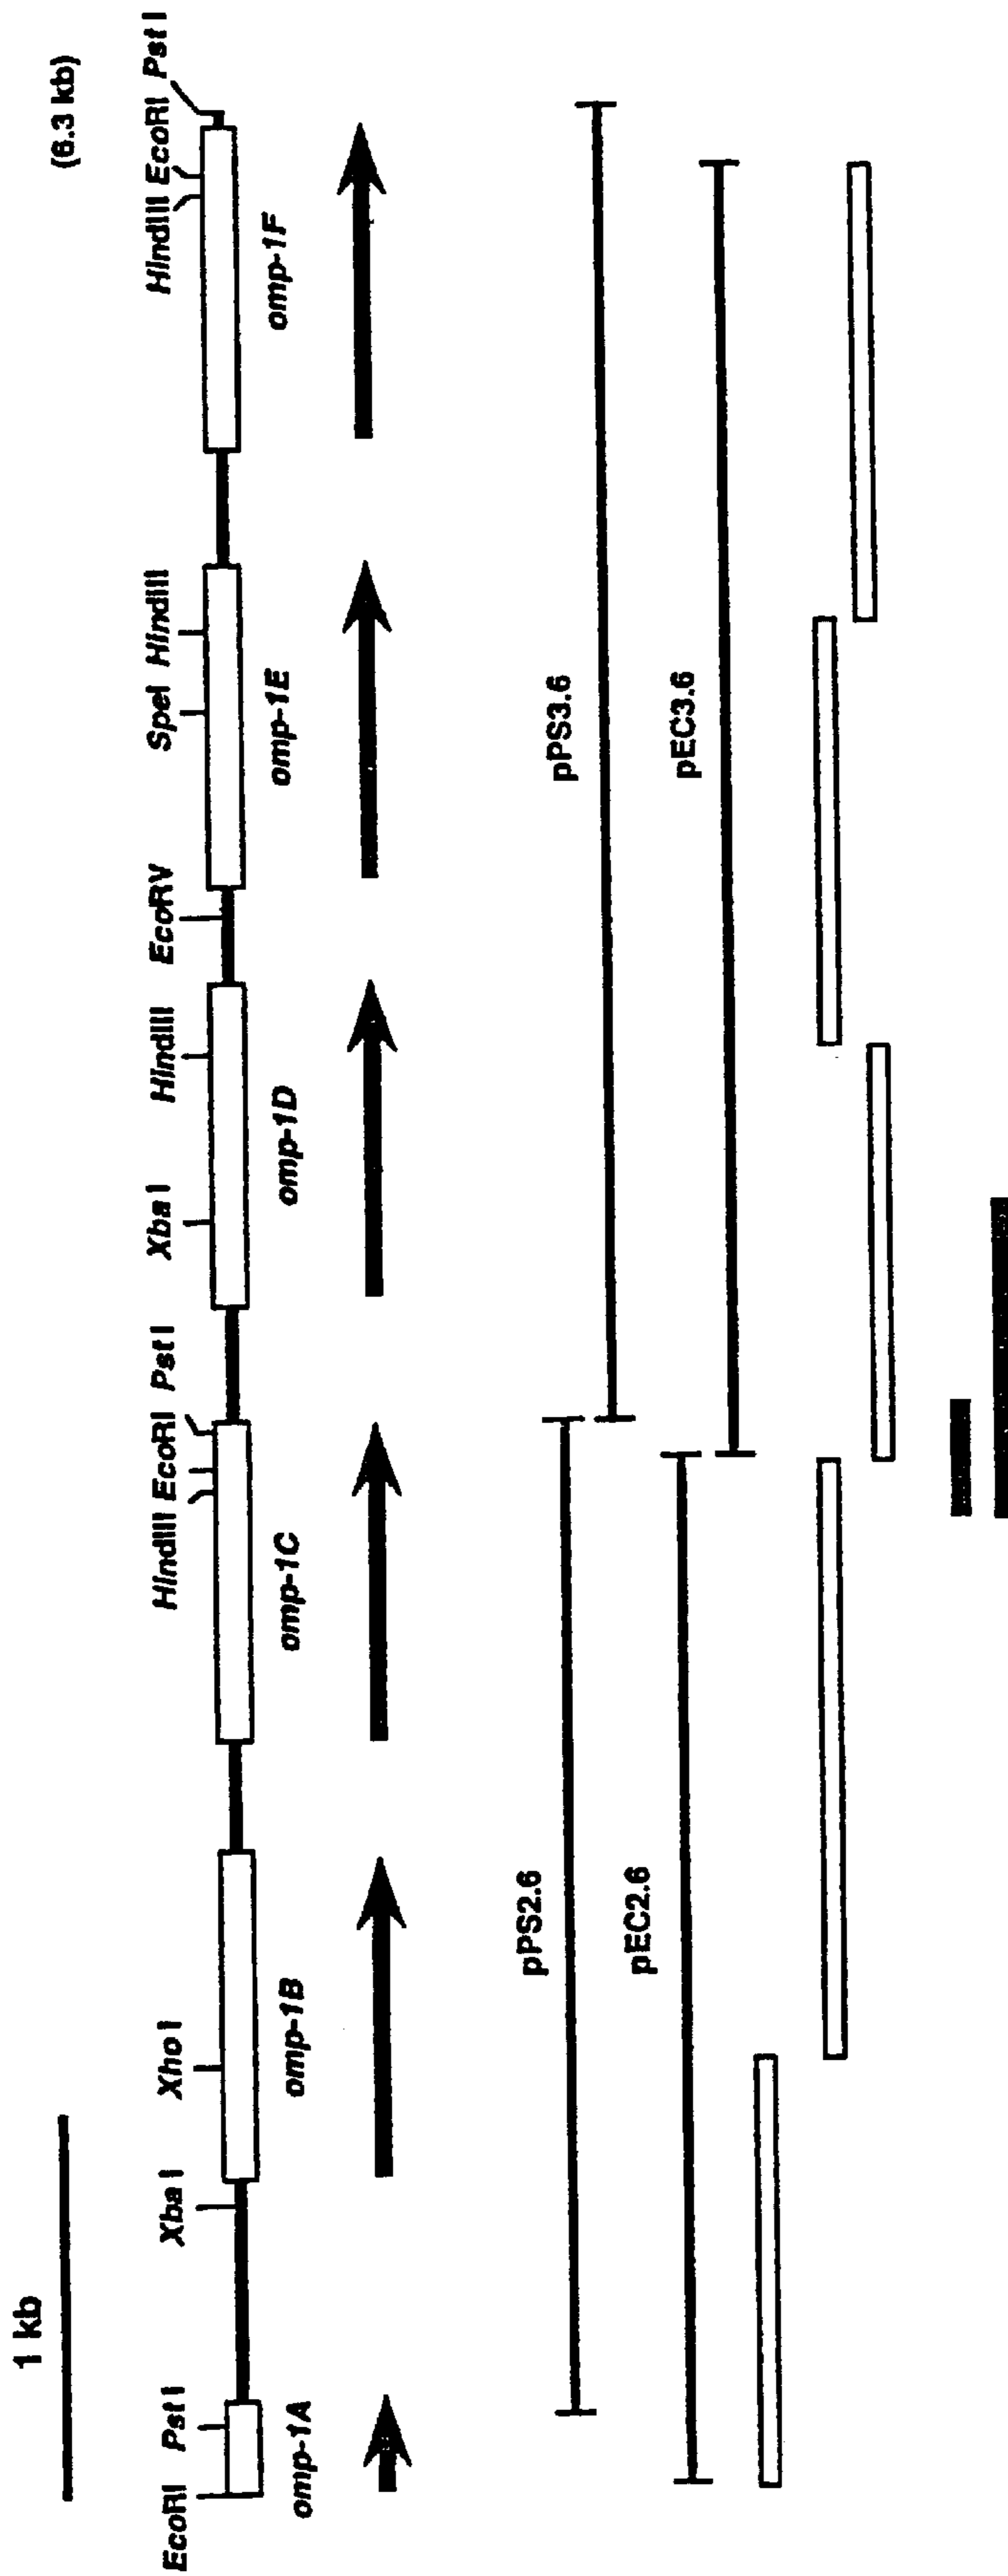 1 kb
(6.3 kb)
EcoRI PstI XbaI XhoI HindIII EcoRI PstI XbaI HindIII EcoRV SpeI HindIII HindIII EcoRI PstI
omp-1A omp-1B omp-1C omp-1D omp-1E omp-1F
pPS2.6 pPS3.6
pEC2.6 pEC3.6